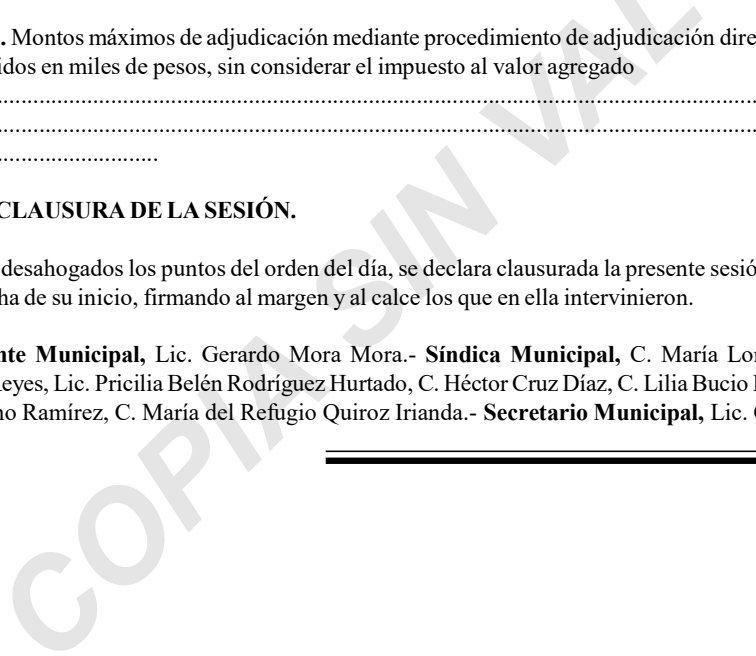 . Montos máximos de adjudicación mediante procedimiento de adjudicación dire
idos en miles de pesos, sin considerar el impuesto al valor agregado
..........................................................................................................................................
..........................................................................................................................................
.............................
CLAUSURA DE LA SESIÓN.
desahogados los puntos del orden del día, se declara clausurada la presente sesió
ha de su inicio, firmando al margen y al calce los que en ella intervinieron.
nte Municipal, Lic. Gerardo Mora Mora.- Síndica Municipal, C. María Lor
Reyes, Lic. Pricilia Belén Rodríguez Hurtado, C. Héctor Cruz Díaz, C. Lilia Bucio
no Ramírez, C. María del Refugio Quiroz Irianda.- Secretario Municipal, Lic.
COPIA SIN VAL